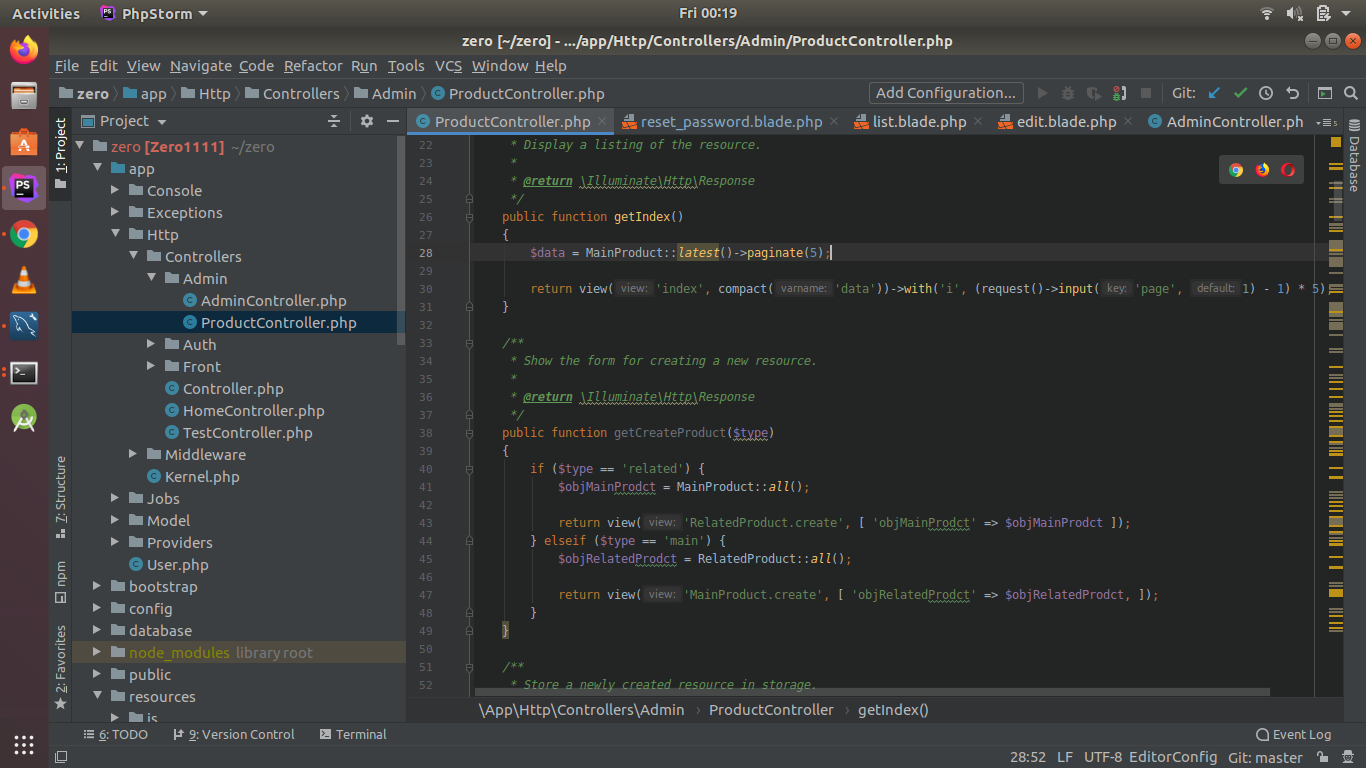 Activities PhpStorm Fri 00:19
zero [~/zero] - .../app/Http/Controllers/Admin/ProductController.php
File Edit View Navigate Code Refactor Run Tools VCS Window Help
zero app Http Controllers Admin ProductController.php Add Configuration... Git:
Project
ProductController.php reset_password.blade.php list.blade.php edit.blade.php AdminController.ph
1: Project
7: Structure
npm
2: Favorites
Database
zero [Zero1111] ~/zero
app
Console
Exceptions
Http
Controllers
Admin
AdminController.php
ProductController.php
Auth
Front
Controller.php
HomeController.php
TestController.php
Middleware
Kernel.php
Jobs
Model
Providers
User.php
bootstrap
config
database
node_modules library root
public
resources
js
22 * Display a listing of the resource.
23 *
24 * @return \Illuminate\Http\Response
25 */
26 public function getIndex()
27 {
28 $data = MainProduct::latest()->paginate(5);
29
30 return view( view: 'index', compact( varname: 'data'))->with('i', (request()->input( key: 'page', default: 1) - 1) * 5)
31 }
32
33 /**
34 * Show the form for creating a new resource.
35 *
36 * @return \Illuminate\Http\Response
37 */
38 public function getCreateProduct($type)
39 {
40 if ($type == 'related') {
41 $objMainProdct = MainProduct::all();
42
43 return view( view: 'RelatedProduct.create', [ 'objMainProdct' => $objMainProdct ]);
44 } elseif ($type == 'main') {
45 $objRelatedProdct = RelatedProduct::all();
46
47 return view( view: 'MainProduct.create', [ 'objRelatedProdct' => $objRelatedProdct, ]);
48 }
49 }
50
51 /**
52 * Store a newly created resource in storage.
\App\Http\Controllers\Admin › ProductController › getIndex()
6: TODO 9: Version Control Terminal Event Log
28:52 LF UTF-8 EditorConfig Git: master